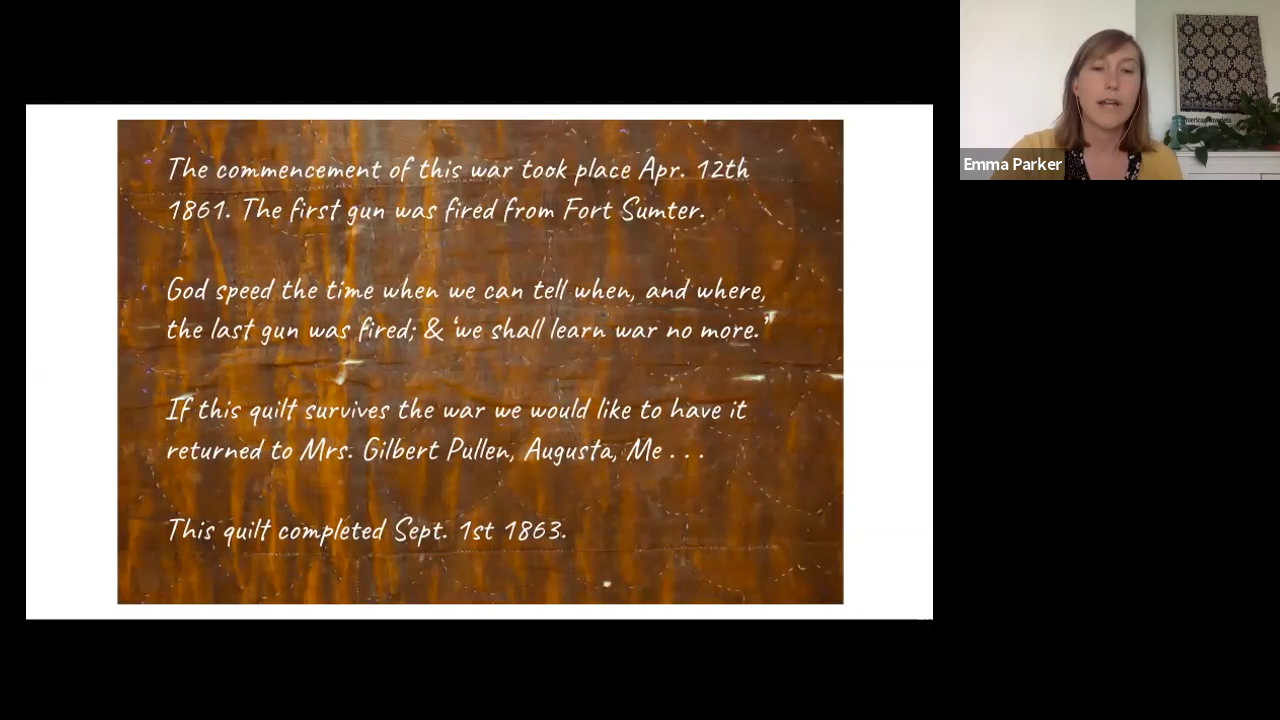 The commencement of this war took place Apr. 12th
1861. The first gun was fired from Fort Sumter.
God speed the time when we can tell when, and where,
the last gun was fired; & ‘we shall learn war no more.’”
If this quilt survives the war we would like to have it
returned to Mrs. Gilbert Pullen, Augusta, Me . . .
This quilt completed Sept. 1st 1863.
Emma Parker